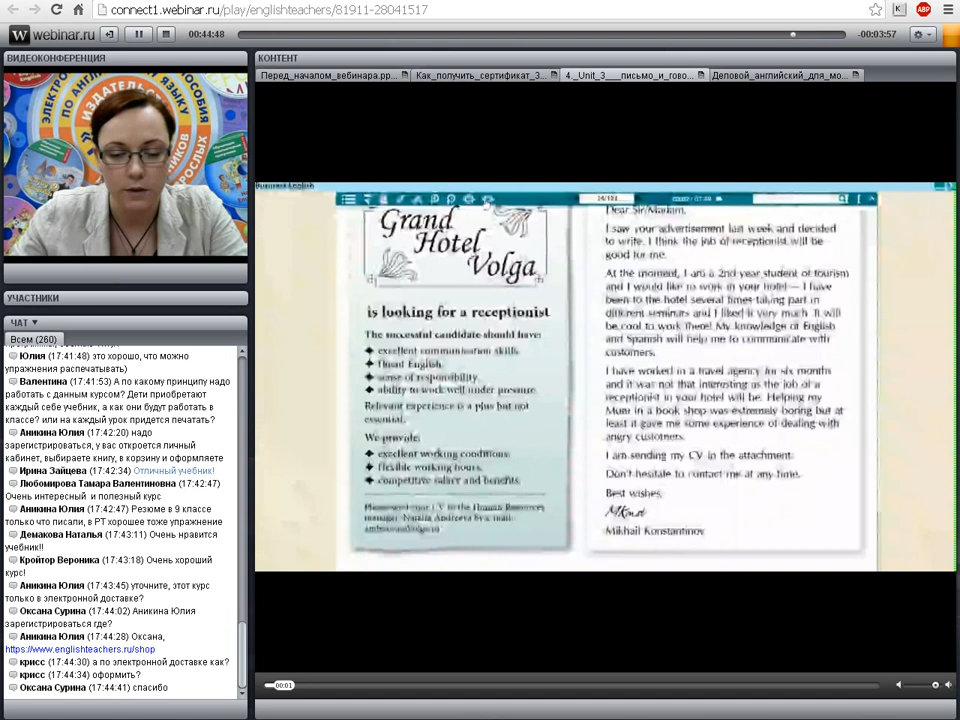 connect1.webinar.ru/play/englishteachers/81911-28041517
webinar.ru
00:44:48
-00:03:57
ВИДЕОКОНФЕРЕНЦИЯ
ИЗДАТЕЛЬСТВО
УЧАСТНИКИ
ЧАТ
Всем (260)
Юлия (17:41:48) это хорошо, что можно
упражнения распечатывать)
Валентина (17:41:53) А по какому принципу надо
работать с данным курсом? Дети приобретают
каждый себе учебник, а как они будут работать в
классе? или на каждый урок придется печатать?
Аникина Юлия (17:42:20) надо
зарегистрироваться, у вас откроется личный
кабинет, выбираете книгу, в корзину и оформляете
Ирина Зайцева (17:42:34) Отличный учебник!
Любомирова Тамара Валентиновна (17:42:47)
Очень интересный и полезный курс
Аникина Юлия (17:42:47) Резюме в 9 классе
только что писали, в РТ хорошее тоже упражнение
Демакова Наталья (17:43:11) Очень нравится
учебник!!
Кройтор Вероника (17:43:18) Очень хороший
курс!
Аникина Юлия (17:43:45) уточните, этот курс
только в электронной доставке?
Оксана Сурина (17:44:02) Аникина Юлия
зарегистрироваться где?
Аникина Юлия (17:44:28) Оксана,
https://www.englishteachers.ru/shop
крисс (17:44:30) а по электронной доставке как?
крисс (17:44:34) оформить?
Оксана Сурина (17:44:41) спасибо
КОНТЕНТ
Перед_началом_вебинара.pp...
Как_получить_сертификат_3...
4._Unit_3___письмо_и_гово...
Деловой_английский_для_мо...
Business English
Grand
Hotel
Volga
is looking for a receptionist
The successful candidate should have:
excellent communication skills
fluent English
sense of responsibility
ability to work well under pressure
Relevant experience is a plus but not
essential.
We provide:
excellent working conditions
flexible working hours
competitive salary and benefits
Please send your CV to the Human Resources
manager
Dear Sir/Madam,
I saw your advertisement last week and decided
to write. I think the job of receptionist will be
good for me.
At the moment, I am a 2nd year student of tourism
and I would like to work in your hotel — I have
been to the hotel several times taking part in
different seminars and I liked it very much. It will
be cool to work there! My knowledge of English
and Spanish will help me to communicate with
customers.
I have worked in a travel agency for six months
and it was not that interesting as the job of a
receptionist in your hotel will be. Helping my
Mum in a book shop was extremely boring but at
least it gave me some experience of dealing with
angry customers.
I am sending my CV in the attachment.
Don't hesitate to contact me at any time.
Best wishes,
Mikhail Konstantinov
00:01